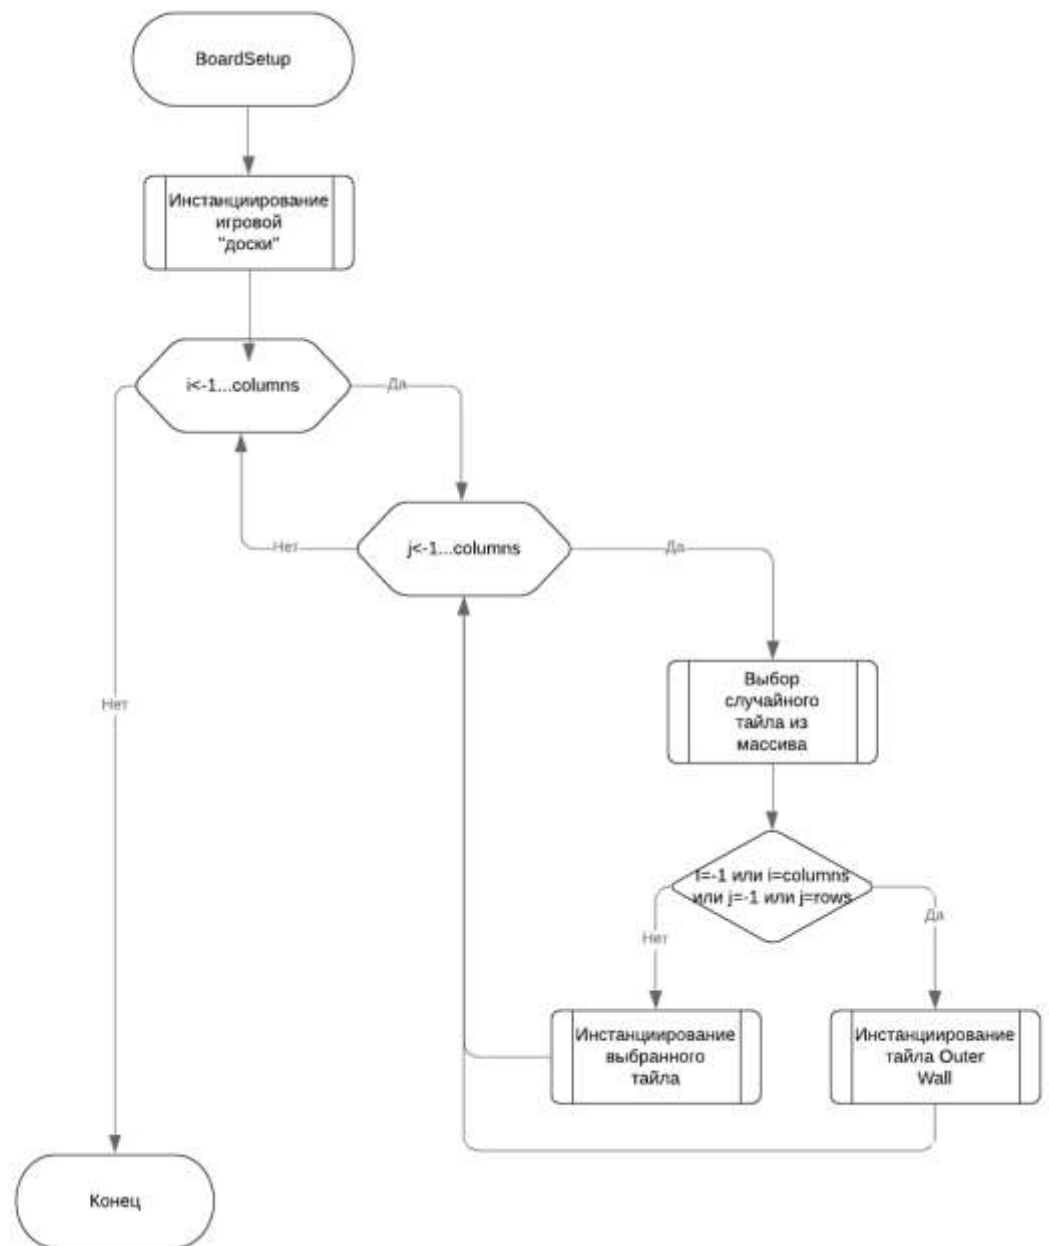 BoardSetup
Инстанциирование
игровой
"доски"
i<-1...columns
Да
j<-1...columns
Нет
Да
Выбор
случайного
тайла из
массива
Нет
i=-1 или i=columns
или j=-1 или j=rows
Да
Нет
Инстанциирование
выбранного
тайла
Инстанциирование
тайла Outer
Wall
Конец